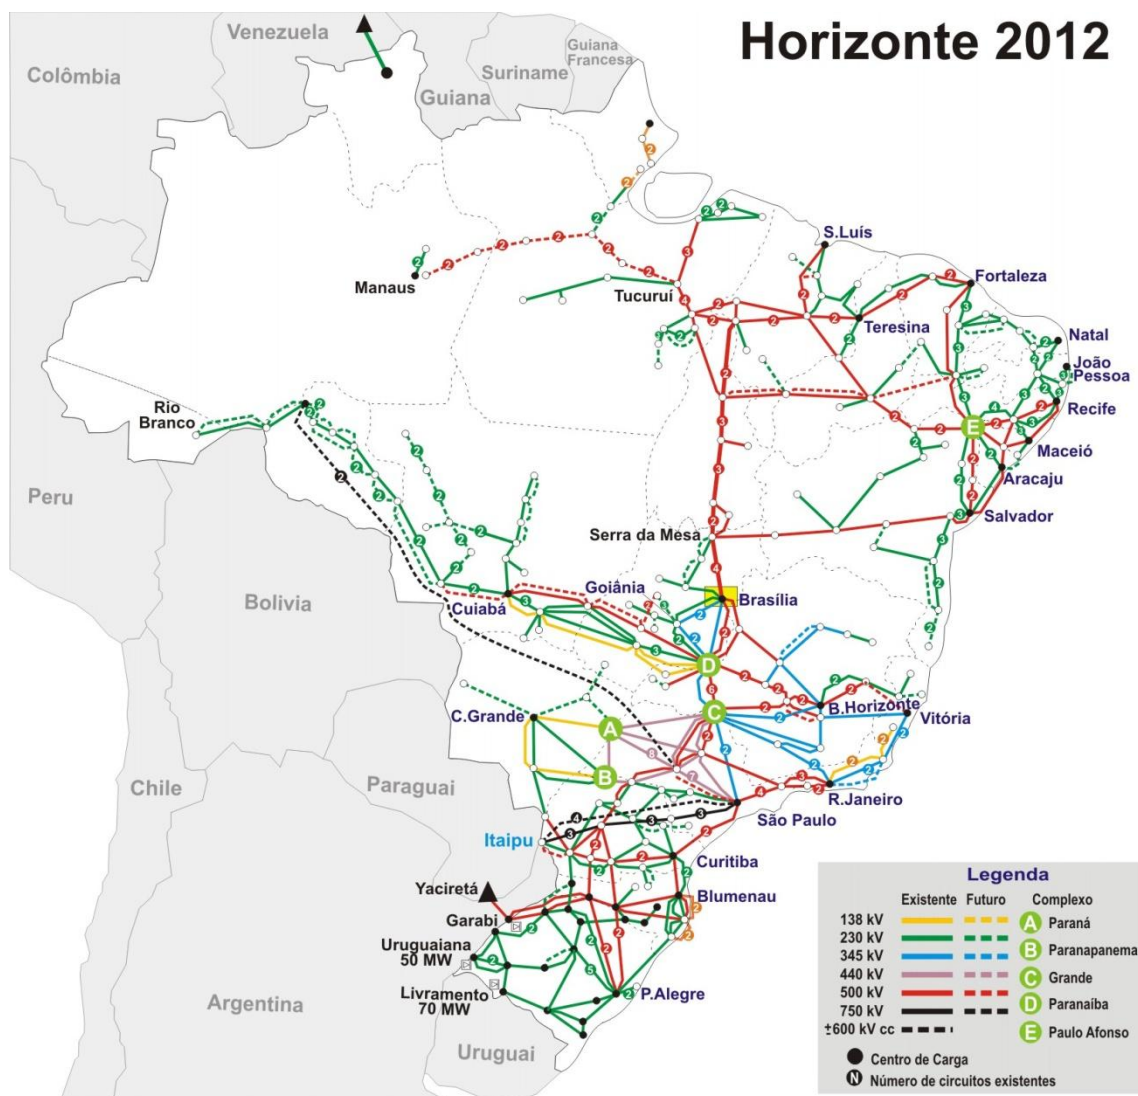 Horizonte 2012
Venezuela
Colômbia
Guiana
Suriname
Guiana
Francesa
S.Luís
Fortaleza
Manaus
Tucuruí
Teresina
Natal
João
Pessoa
Rio
Branco
Recife
E
Maceió
Aracaju
Peru
Salvador
Serra da Mesa
Bolivia
Goiânia
Brasília
Cuiabá
D
C.Grande
A
C
B.Horizonte
Vitória
B
Chile
Paraguai
R.Janeiro
São Paulo
Itaipu
Curitiba
Yaciretá
Blumenau
Garabi
Uruguaiana
50 MW
Livramento
70 MW
P.Alegre
Argentina
Uruguai
Legenda
Existente Futuro Complexo
138 kV A Paraná
230 kV B Paranapanema
345 kV
440 kV C Grande
500 kV D Paranaíba
750 kV
±600 kV cc E Paulo Afonso
Centro de Carga
N Número de circuitos existentes